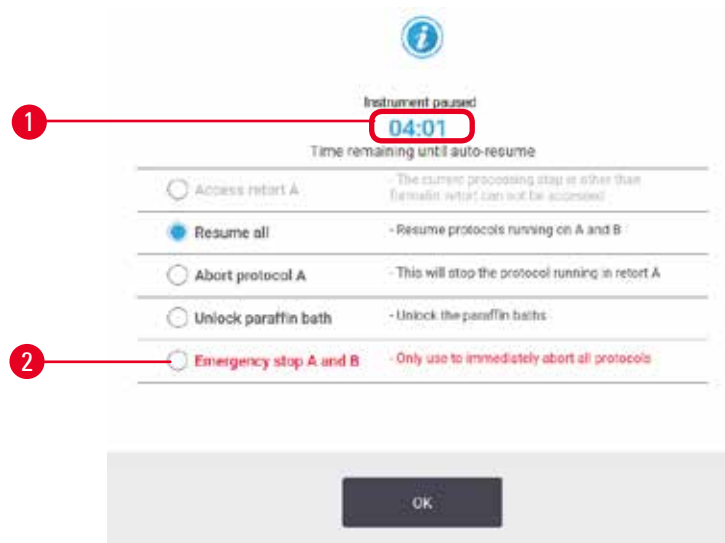 i
Instrument paused
1
04:01
Time remaining until auto-resume
Access retort A
- The current processing step is other than
formalin retort can not be accessed
Resume all
- Resume protocols running on A and B
Abort protocol A
- This will stop the protocol running in retort A
Unlock paraffin bath
- Unlock the paraffin baths
2
Emergency stop A and B
- Only use to immediately abort all protocols
OK